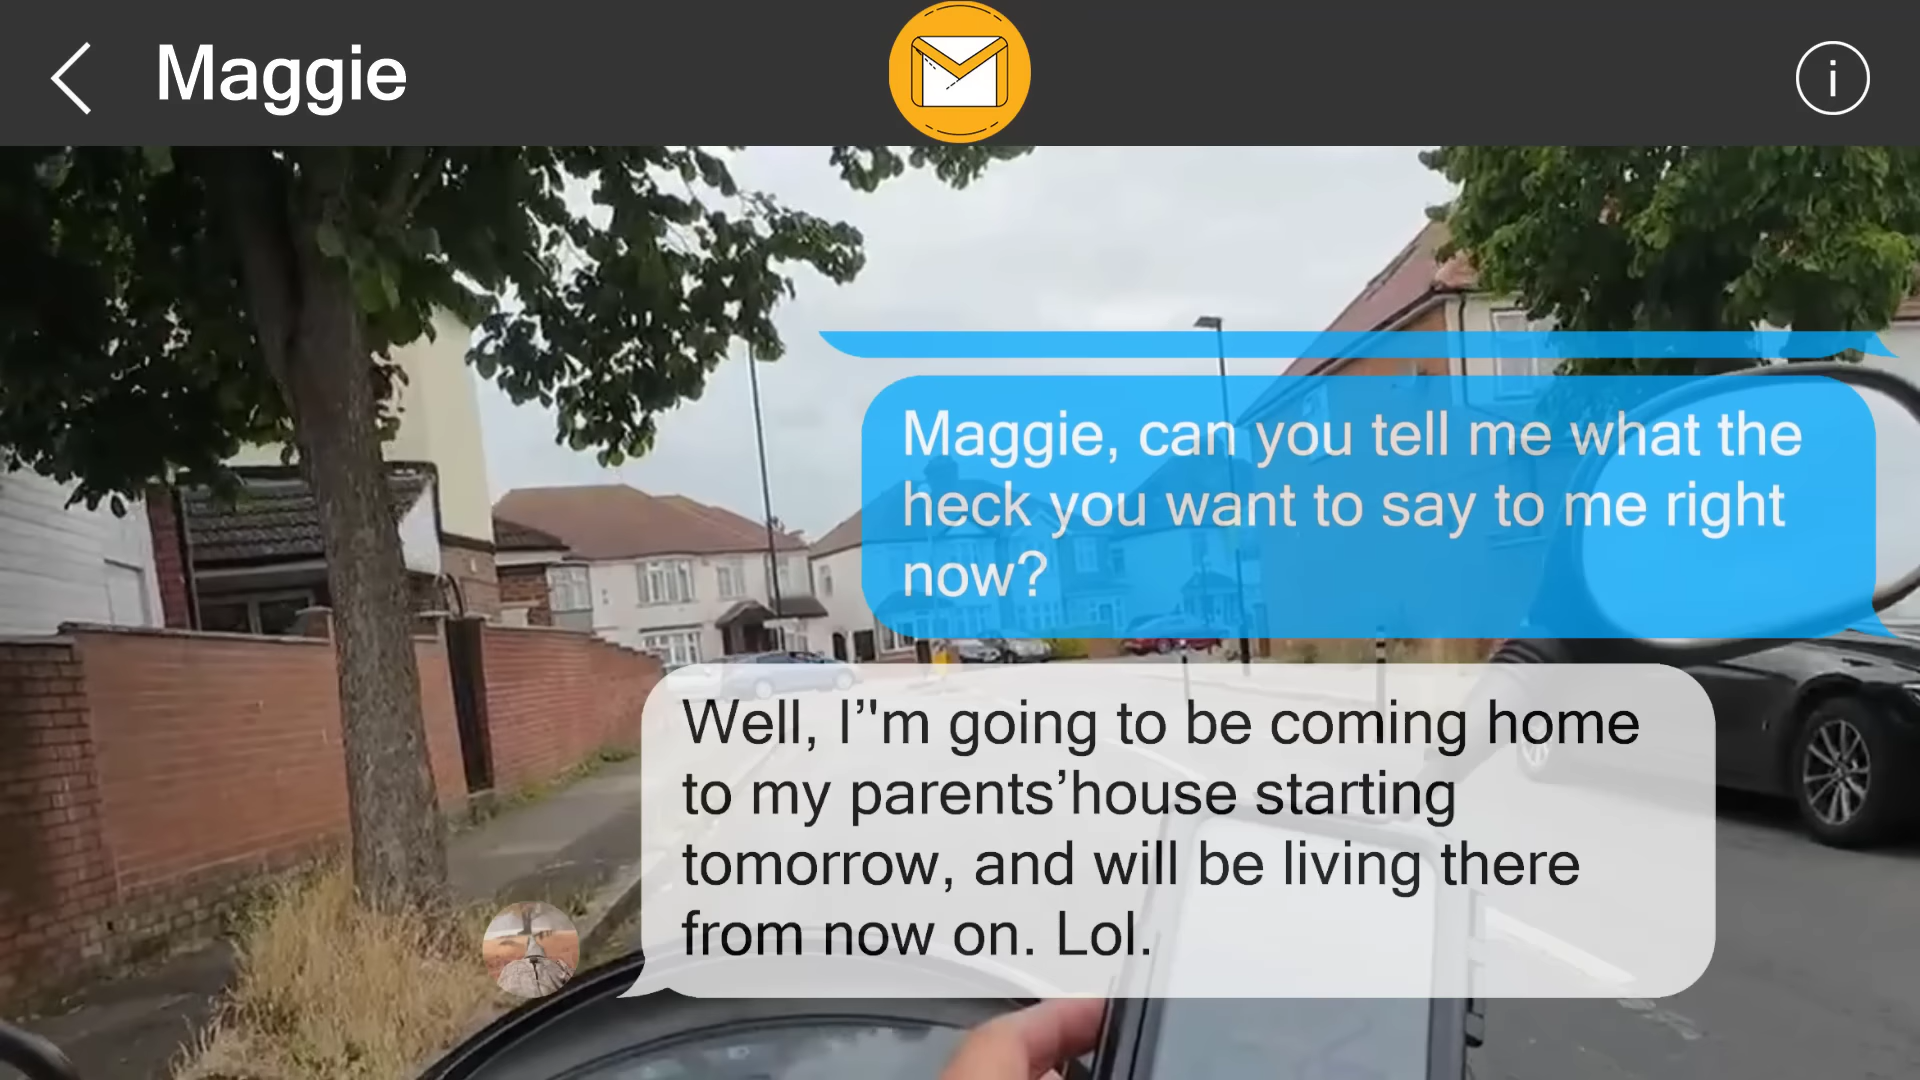 Maggie
i
Maggie, can you tell me what the
heck you want to say to me right
now?
Well, I’'m going to be coming home
to my parents’house starting
tomorrow, and will be living there
from now on. Lol.